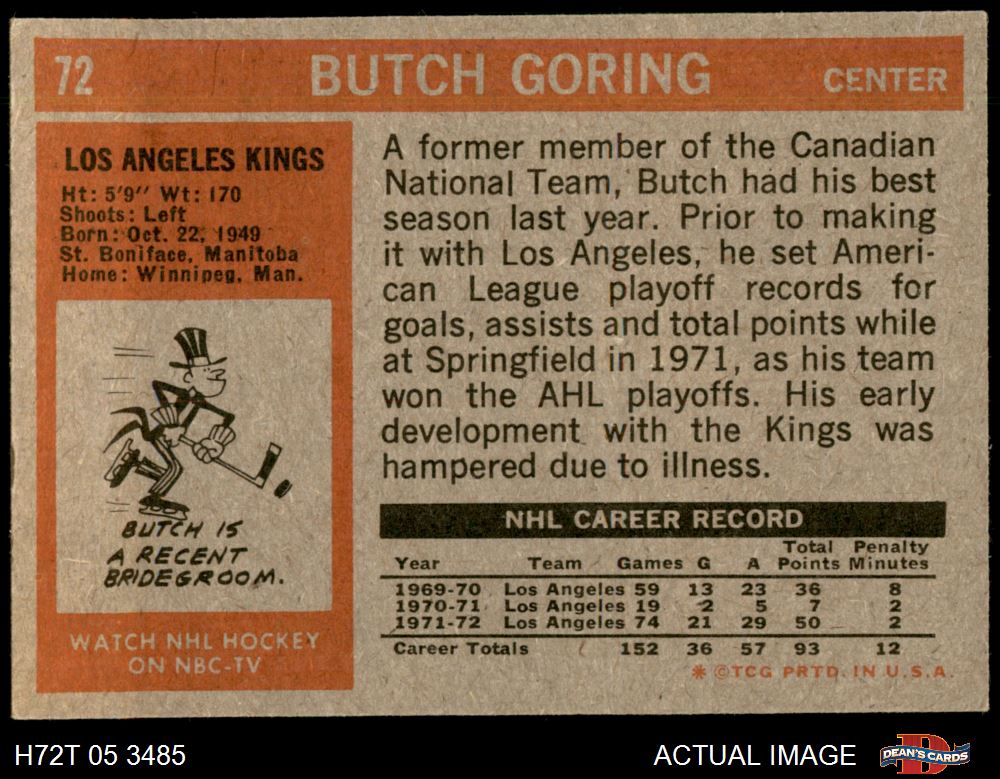 72 BUTCH GORING CENTER
LOS ANGELES KINGS
Ht: 5'9″ Wt: 170
Shoots: Left
Born: Oct. 22, 1949
St. Boniface, Manitoba
Home: Winnipeg, Man.
BUTCH IS
A RECENT
BRIDEGROOM.
WATCH NHL HOCKEY
ON NBC-TV
A former member of the Canadian
National Team, Butch had his best
season last year. Prior to making
it with Los Angeles, he set Ameri-
can League playoff records for
goals, assists and total points while
at Springfield in 1971, as his team
won the AHL playoffs. His early
development with the Kings was
hampered due to illness.
NHL CAREER RECORD
Year Team Games G A Total Points Penalty Minutes
1969-70 Los Angeles 59 13 23 36 8
1970-71 Los Angeles 19 2 5 7 2
1971-72 Los Angeles 74 21 29 50 2
Career Totals 152 36 57 93 12
* ©TCG PRTD. IN U.S.A.
H72T 05 3485
ACTUAL IMAGE
DEAN'S CARDS